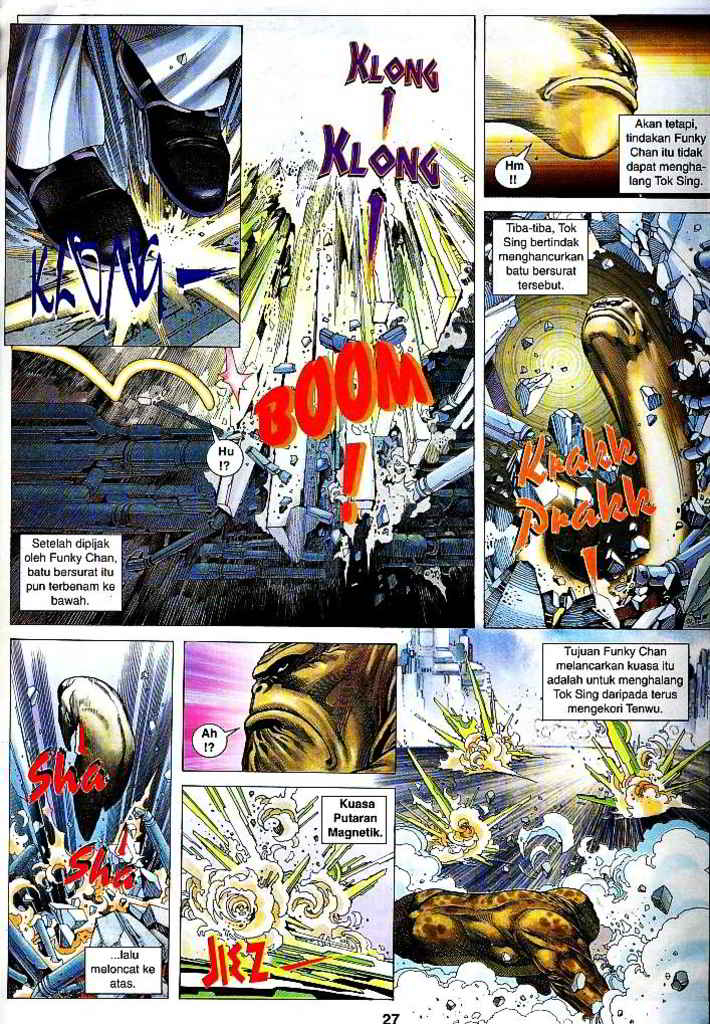 KLONG
KLONG !
KLONG !
BOOM !
Hu
!?
Setelah dipijak
oleh Funky Chan,
batu bersurat itu
pun terbenam ke
bawah.
Akan tetapi,
tindakan Funky
Chan itu tidak
dapat mengha-
lang Tok Sing.
Hm
!!
Tiba-tiba, Tok
Sing bertindak
menghancurkan
batu bersurat
tersebut.
Krakk
Prakk !
Sha !
Sha !
...lalu
meloncat ke
atas.
Ah
!?
Kuasa
Putaran
Magnetik.
JIEZ
Tujuan Funky Chan
melancarkan kuasa itu
adalah untuk menghalang
Tok Sing daripada terus
mengekori Tenwu.
27